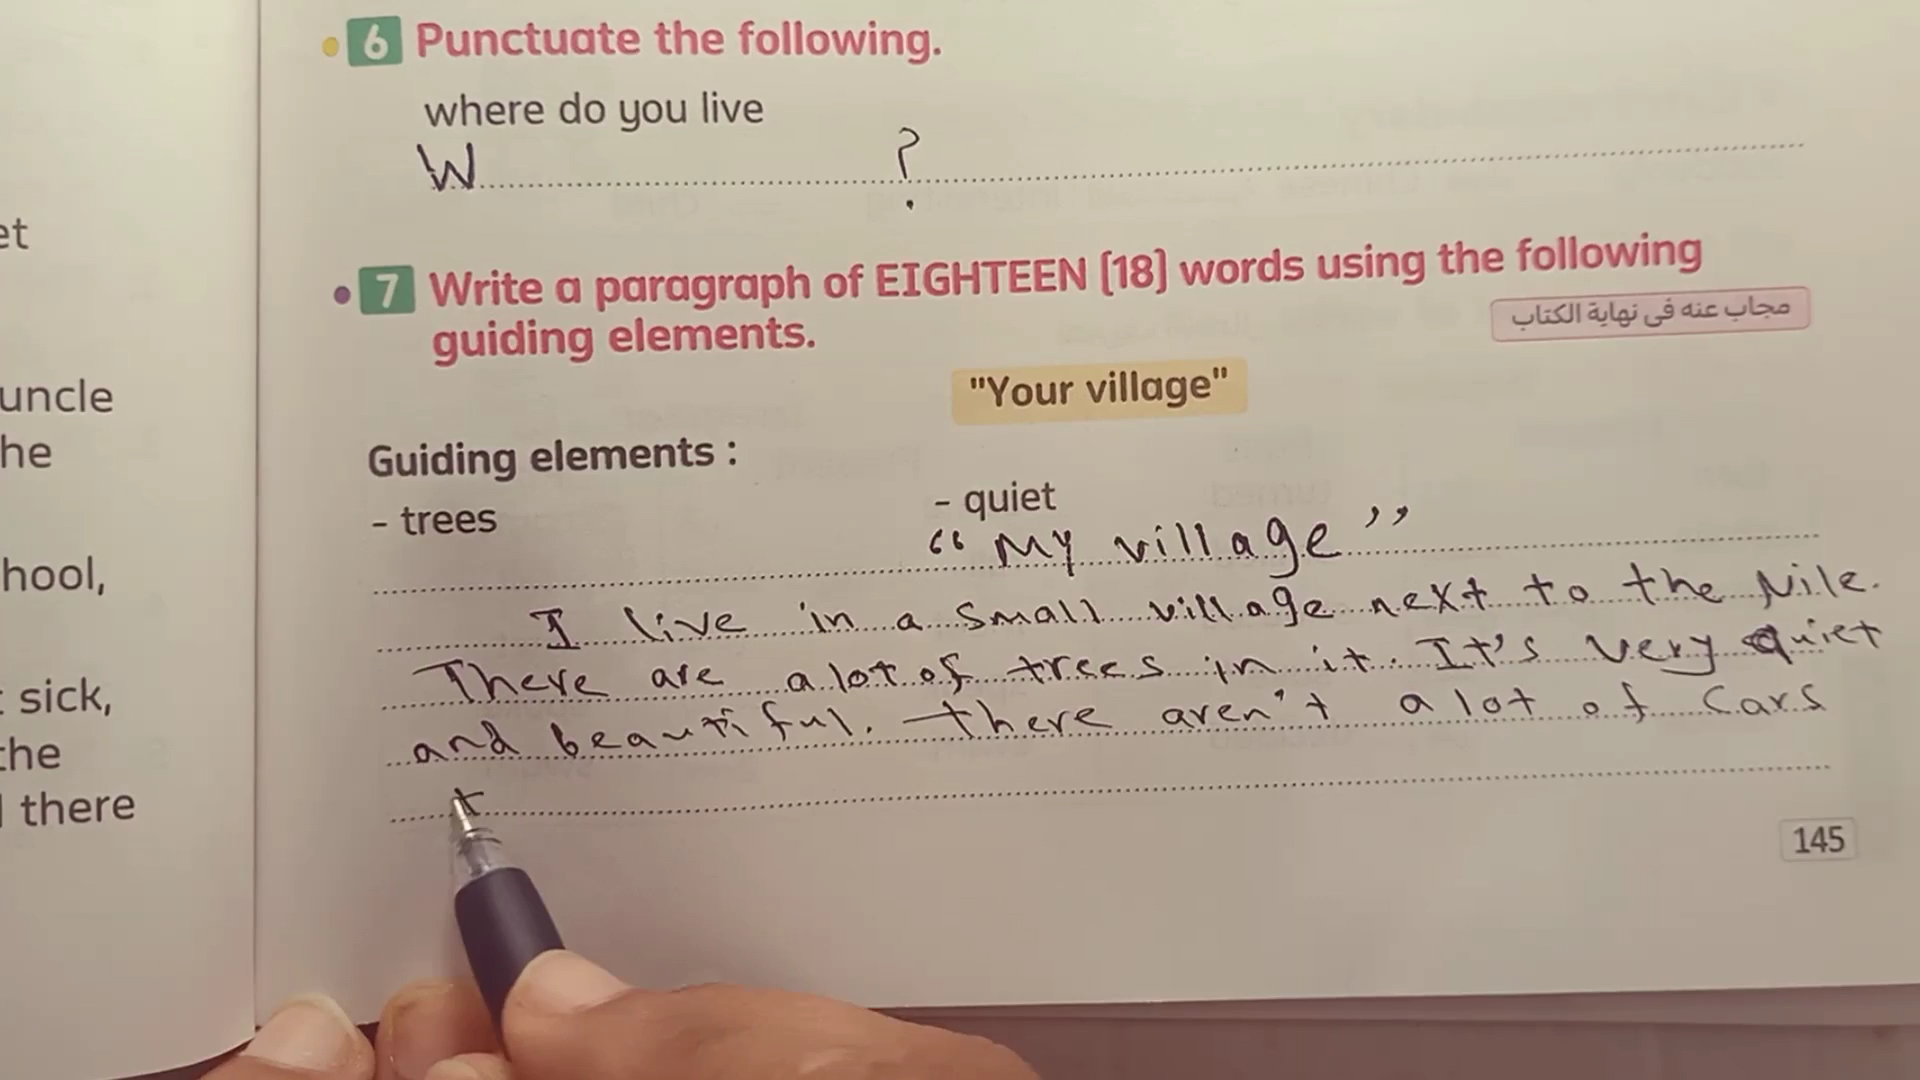 6 Punctuate the following.
where do you live
W ?
7 Write a paragraph of EIGHTEEN [18] words using the following
guiding elements.
مجاب عنه فى نهاية الكتاب
"Your village"
Guiding elements :
- trees
- quiet
“ My village ”
I live in a small village next to the Nile.
There are a lot of trees in it. It's very quiet
and beautiful. there aren't a lot of cars
t
145
et
uncle
he
hool,
sick,
the
there